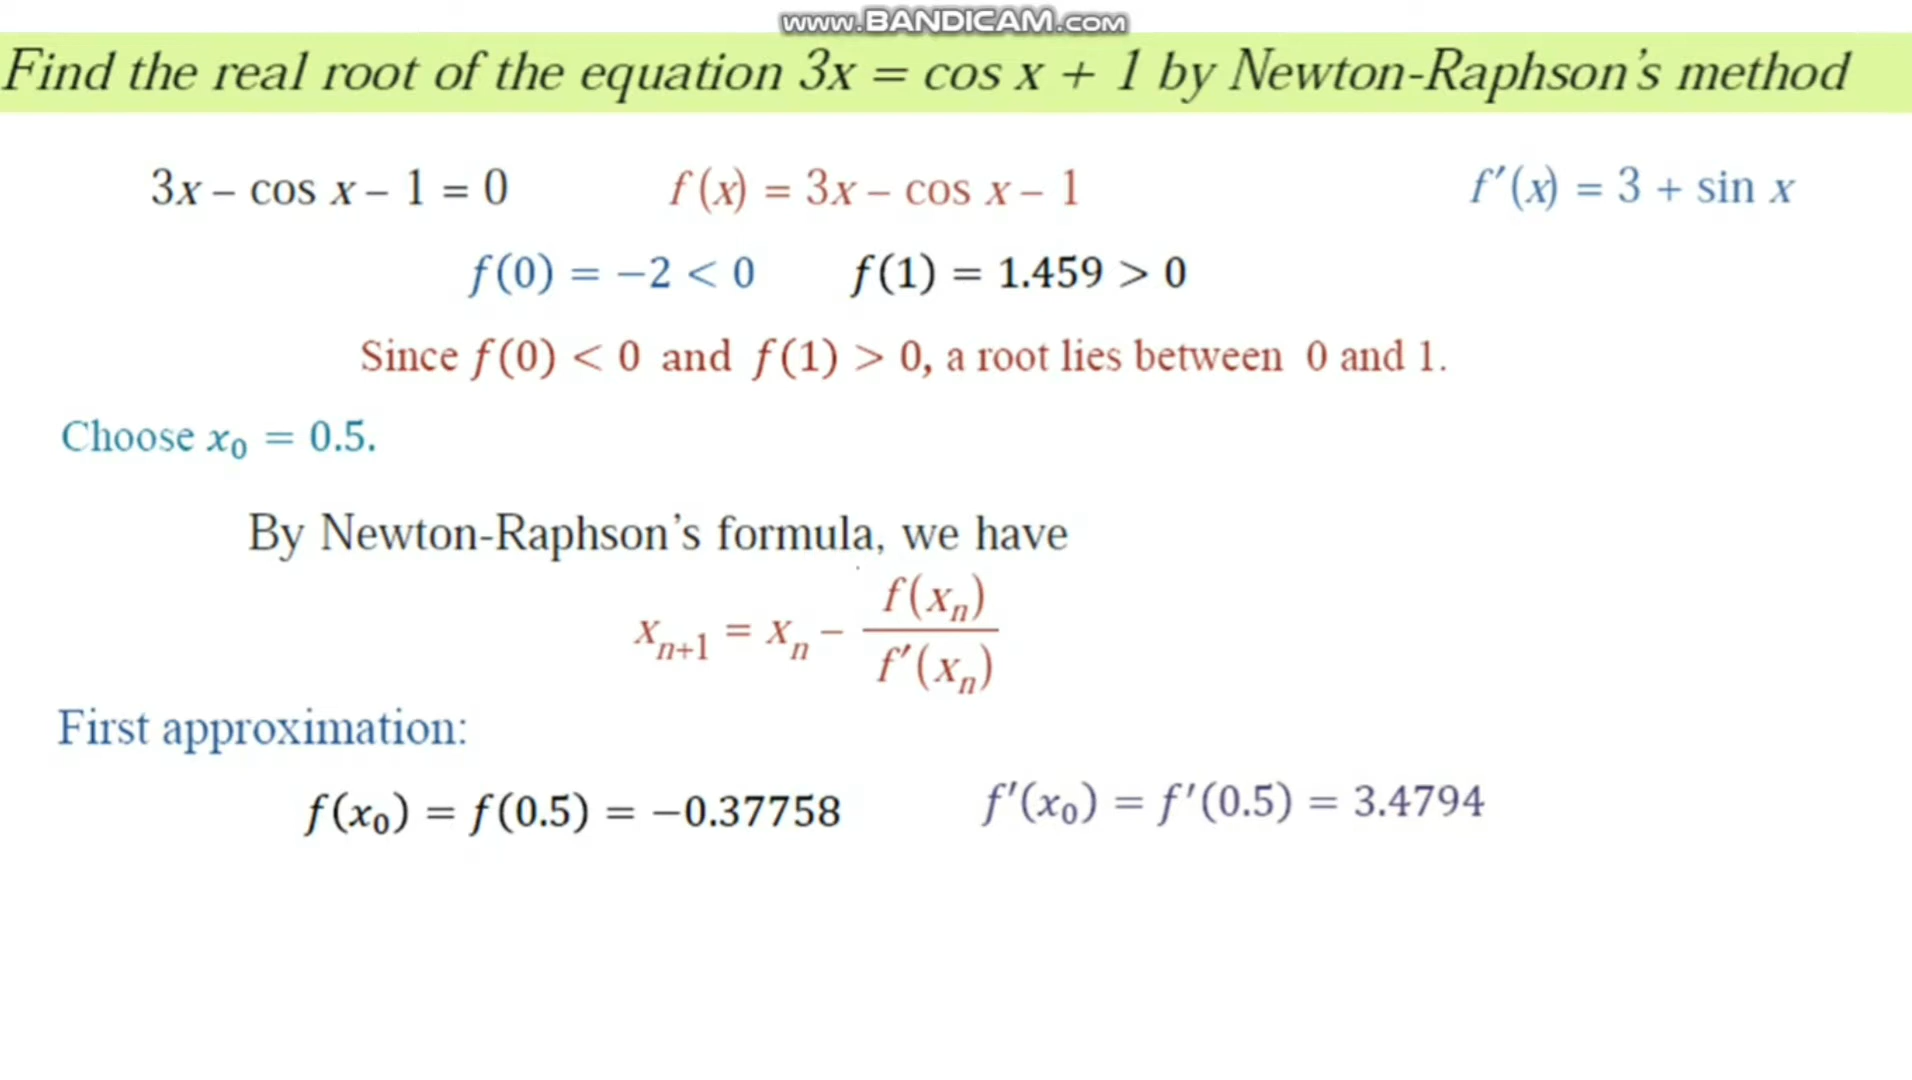 www.BANDICAM.com
Find the real root of the equation 3x = cos x + 1 by Newton-Raphson's method
3x – cos x – 1 = 0 f(x) = 3x – cos x – 1 f′(x) = 3 + sin x
f(0) = −2 < 0 f(1) = 1.459 > 0
Since f(0) < 0 and f(1) > 0, a root lies between 0 and 1.
Choose x₀ = 0.5.
By Newton-Raphson's formula, we have
xₙ₊₁ = xₙ – f(xₙ) / f′(xₙ)
First approximation:
f(x₀) = f(0.5) = −0.37758 f′(x₀) = f′(0.5) = 3.4794